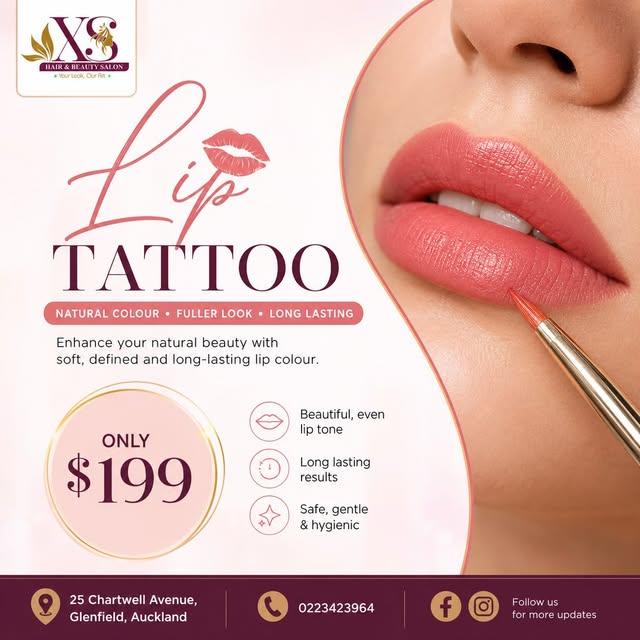 XS
HAIR & BEAUTY SALON
• Your Look, Our Art •
Lip
TATTOO
NATURAL COLOUR • FULLER LOOK • LONG LASTING
Enhance your natural beauty with
soft, defined and long-lasting lip colour.
ONLY
$199
Beautiful, even
lip tone
Long lasting
results
Safe, gentle
& hygienic
25 Chartwell Avenue,
Glenfield, Auckland
0223423964
Follow us
for more updates